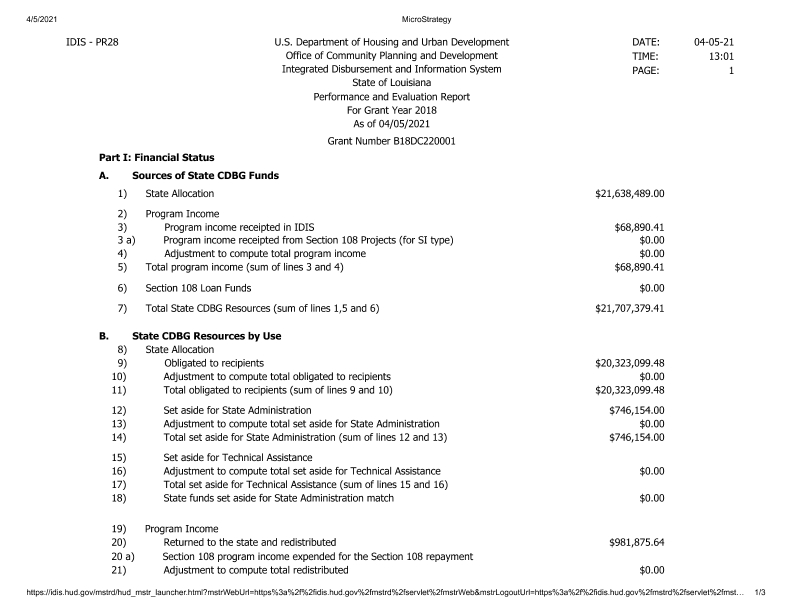 4/5/2021 MicroStrategy
IDIS - PR28 U.S. Department of Housing and Urban Development DATE: 04-05-21
Office of Community Planning and Development TIME: 13:01
Integrated Disbursement and Information System PAGE: 1
State of Louisiana
Performance and Evaluation Report
For Grant Year 2018
As of 04/05/2021
Grant Number B18DC220001
Part I: Financial Status
A. Sources of State CDBG Funds
1) State Allocation $21,638,489.00
2) Program Income
3) Program income receipted in IDIS $68,890.41
3 a) Program income receipted from Section 108 Projects (for SI type) $0.00
4) Adjustment to compute total program income $0.00
5) Total program income (sum of lines 3 and 4) $68,890.41
6) Section 108 Loan Funds $0.00
7) Total State CDBG Resources (sum of lines 1,5 and 6) $21,707,379.41
B. State CDBG Resources by Use
8) State Allocation
9) Obligated to recipients $20,323,099.48
10) Adjustment to compute total obligated to recipients $0.00
11) Total obligated to recipients (sum of lines 9 and 10) $20,323,099.48
12) Set aside for State Administration $746,154.00
13) Adjustment to compute total set aside for State Administration $0.00
14) Total set aside for State Administration (sum of lines 12 and 13) $746,154.00
15) Set aside for Technical Assistance
16) Adjustment to compute total set aside for Technical Assistance $0.00
17) Total set aside for Technical Assistance (sum of lines 15 and 16)
18) State funds set aside for State Administration match $0.00
19) Program Income
20) Returned to the state and redistributed $981,875.64
20 a) Section 108 program income expended for the Section 108 repayment
21) Adjustment to compute total redistributed $0.00
https://idis.hud.gov/mstrd/hud_mstr_launcher.html?mstrWebUrl=https%3a%2f%2fidis.hud.gov%2fmstrd%2fservlet%2fmstrWeb&mstrLogoutUrl=https%3a%2f%2fidis.hud.gov%2fmstrd%2fservlet%2fmst... 1/3